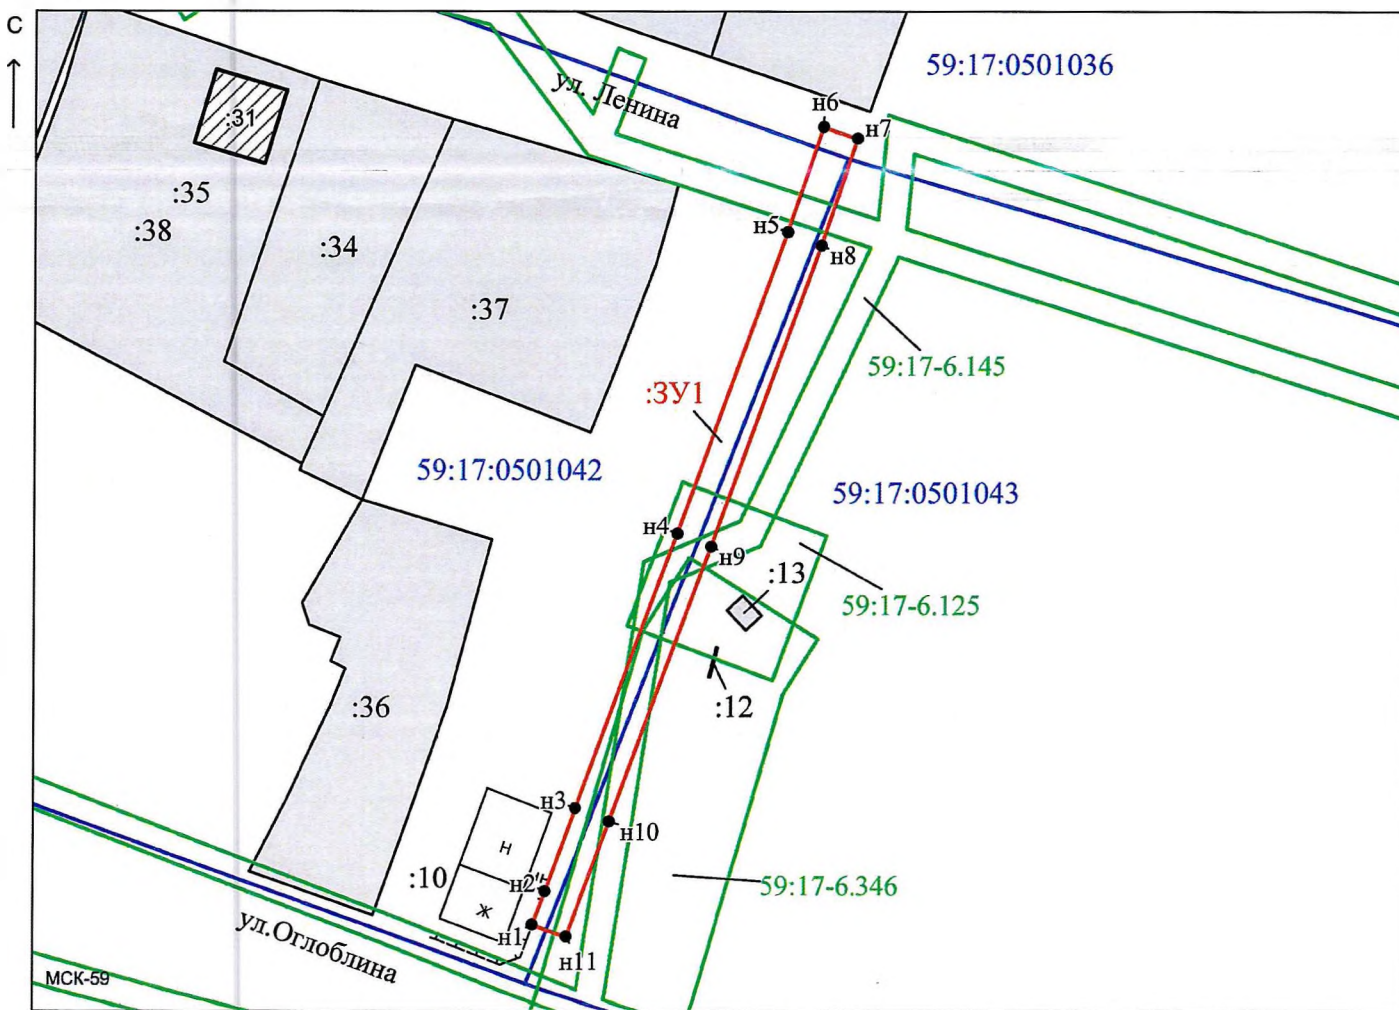 С
59:17:0501036
ул. Ленина
н6
н7
:31
:35
:38
:34
н5
н8
:37
59:17-6.145
:ЗУ1
59:17:0501042
59:17:0501043
н4
н9
:13
59:17-6.125
:36
:12
н3
н10
н
:10
н2
"н
ж
59:17-6.346
ул.Оглоблина
н1
н11
МСК-59